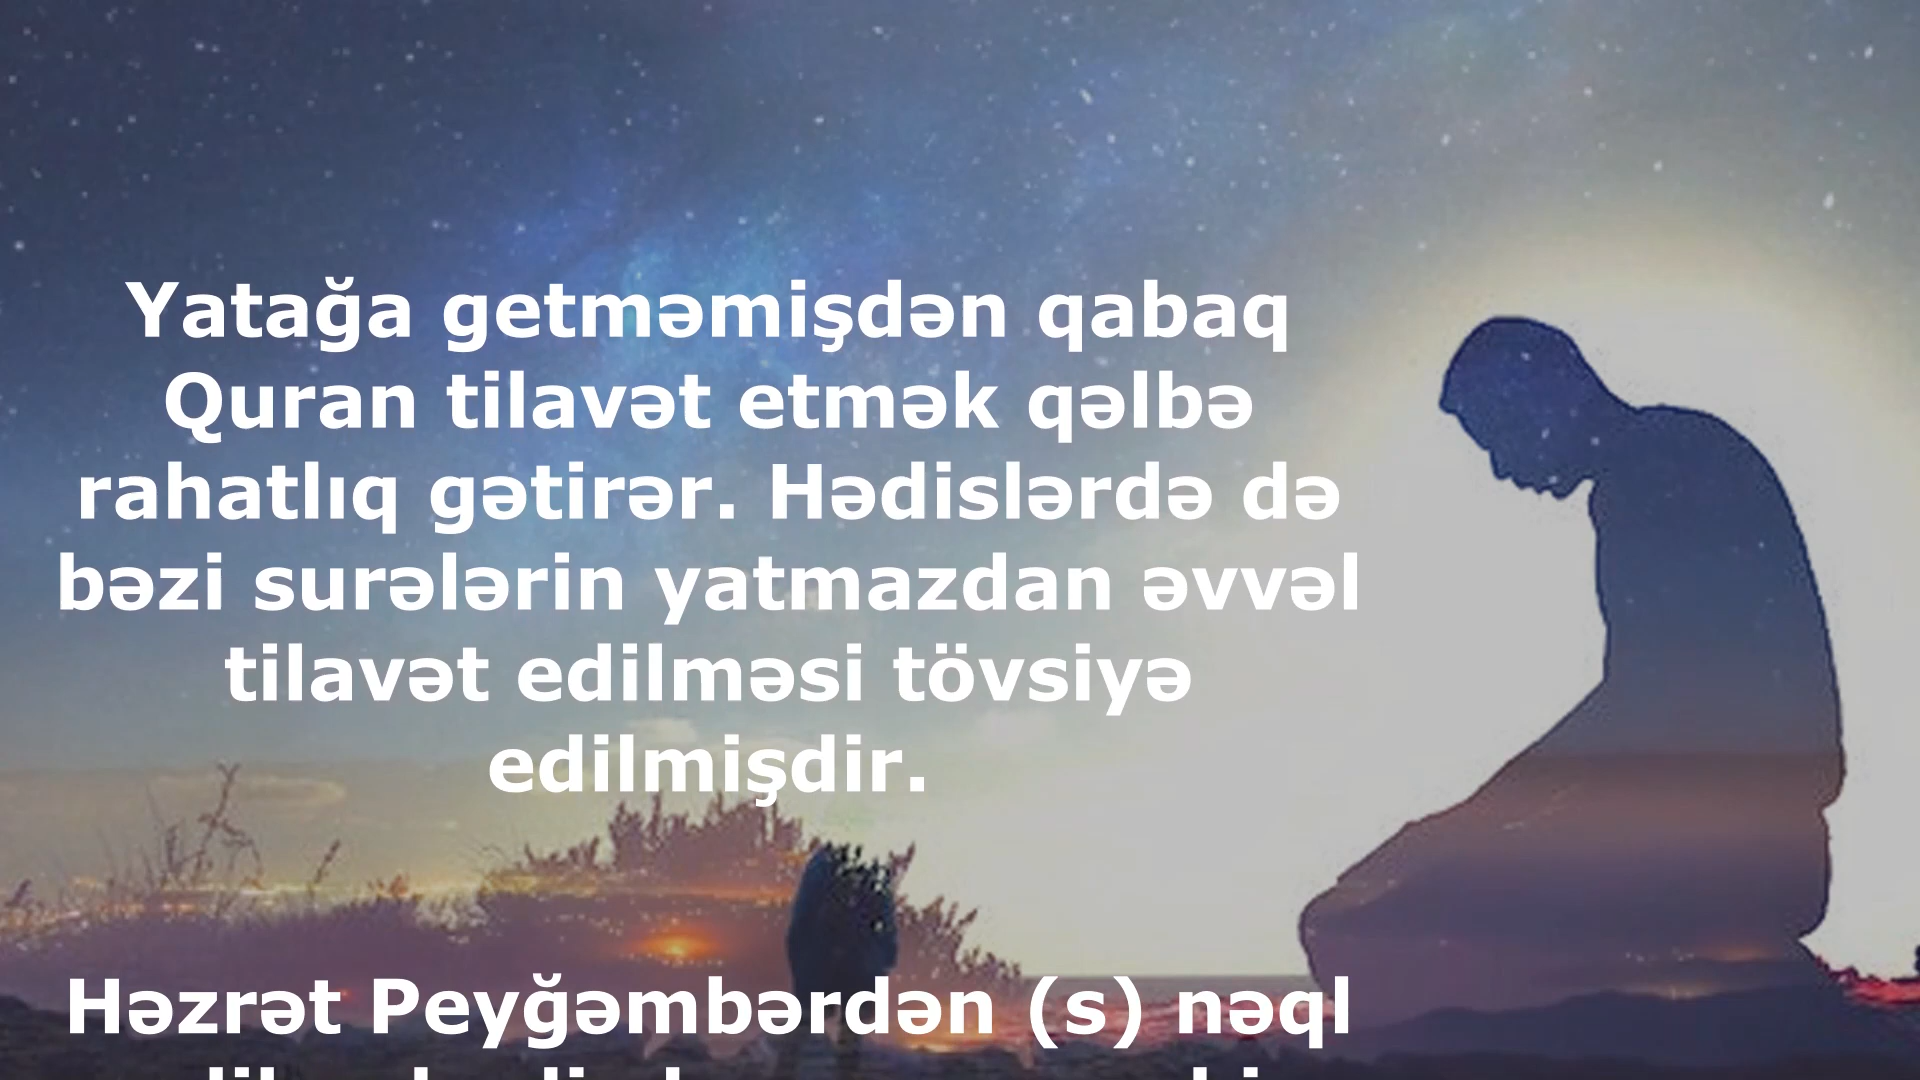 Yatağa getməmişdən qabaq
Quran tilavət etmək qəlbə
rahatlıq gətirər. Hədislərdə də
bəzi surələrin yatmazdan əvvəl
tilavət edilməsi tövsiyə
edilmişdir.
Həzrət Peyğəmbərdən (s) nəql